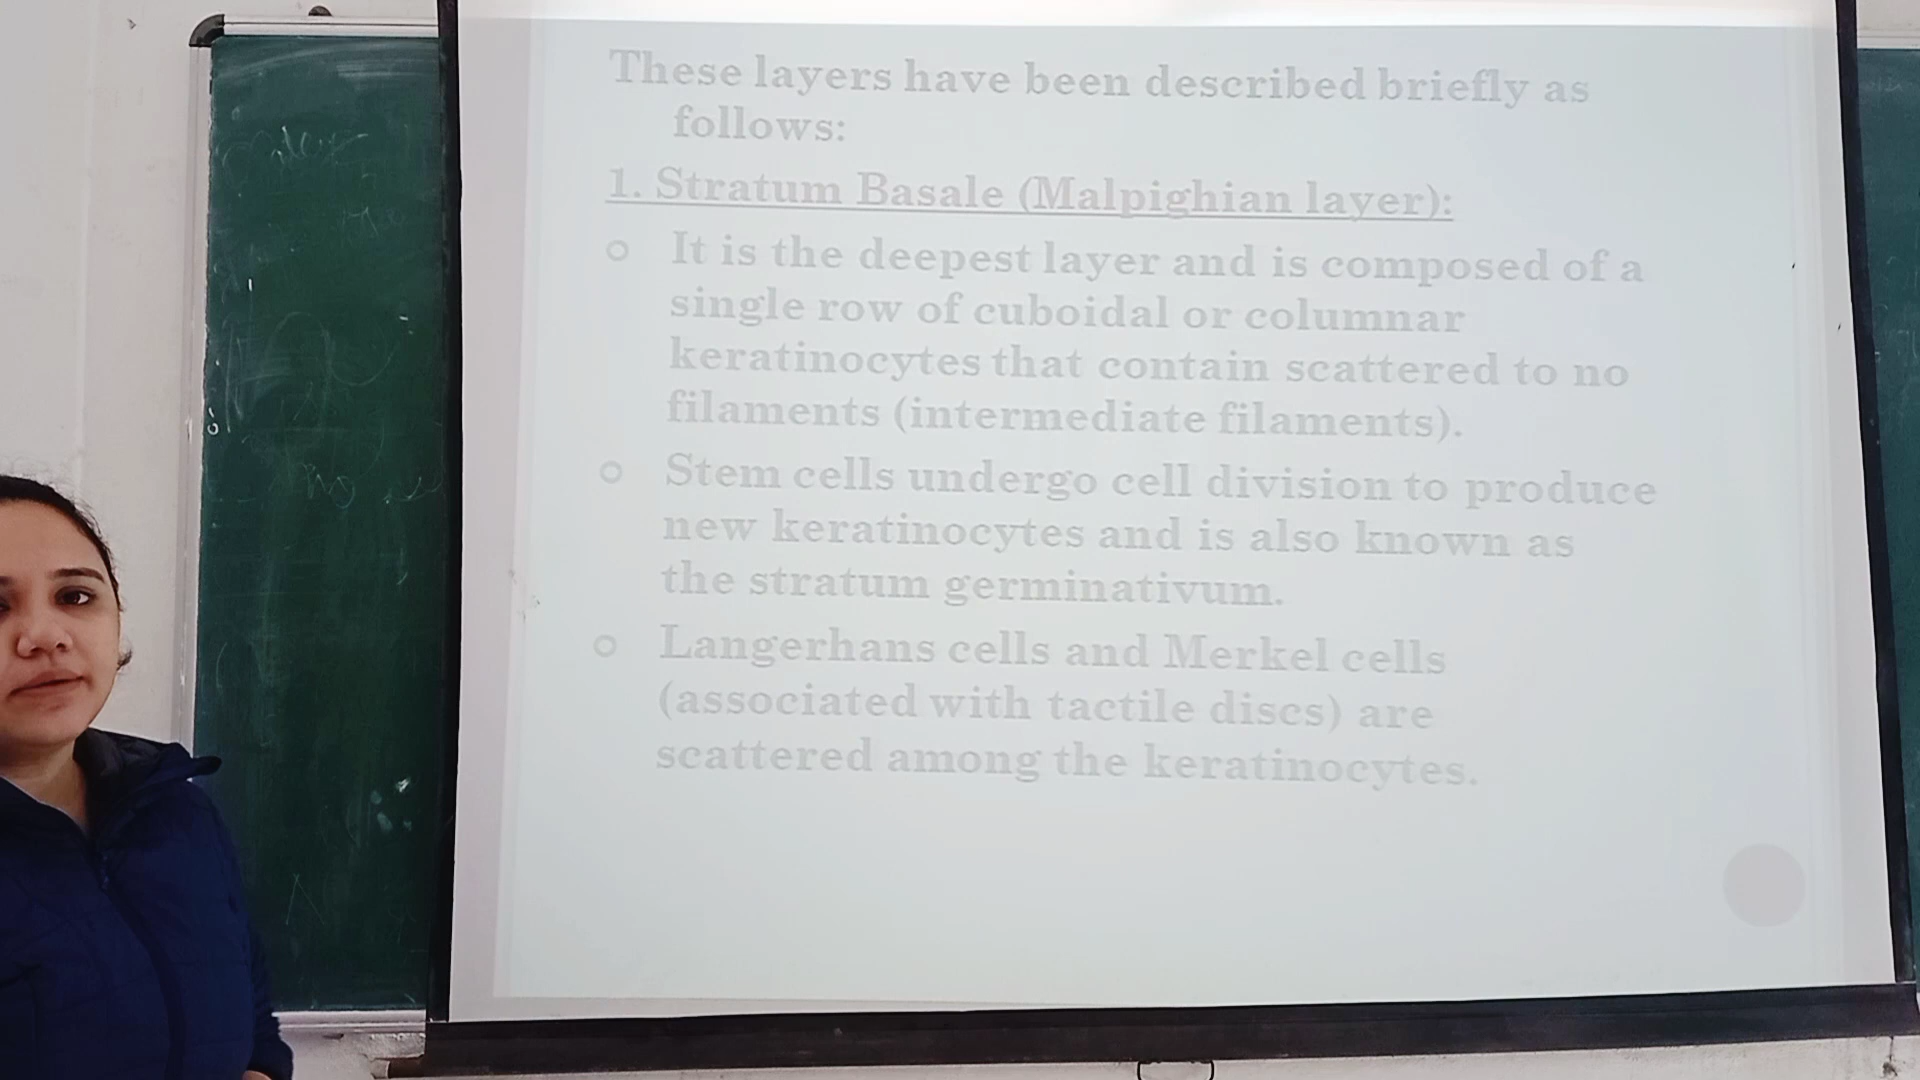 These layers have been described briefly as
follows:
1. Stratum Basale (Malpighian layer):
It is the deepest layer and is composed of a
single row of cuboidal or columnar
keratinocytes that contain scattered to no
filaments (intermediate filaments).
Stem cells undergo cell division to produce
new keratinocytes and is also known as
the stratum germinativum.
Langerhans cells and Merkel cells
(associated with tactile discs) are
scattered among the keratinocytes.